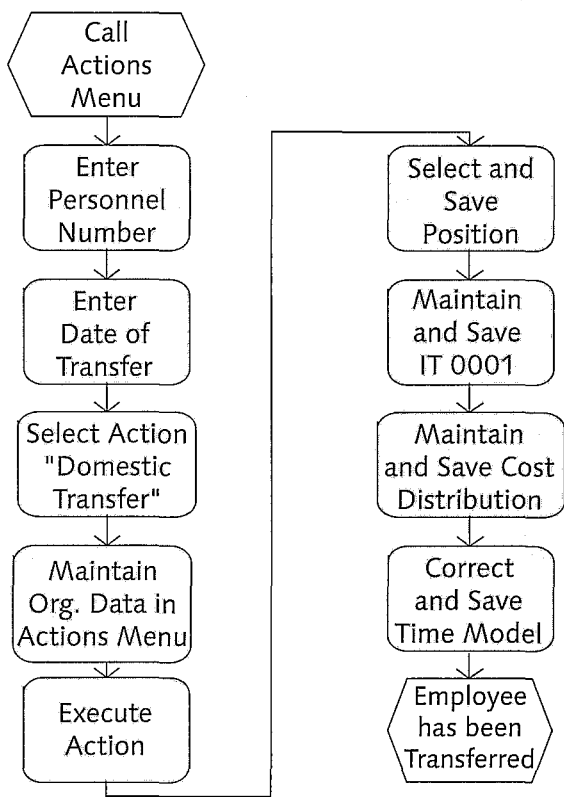 Call
Actions
Menu
Enter
Personnel
Number
Enter
Date of
Transfer
Select Action
"Domestic
Transfer"
Maintain
Org. Data in
Actions Menu
Execute
Action
Select and
Save
Position
Maintain
and Save
IT 0001
Maintain
and Save Cost
Distribution
Correct
and Save
Time Model
Employee
has been
Transferred